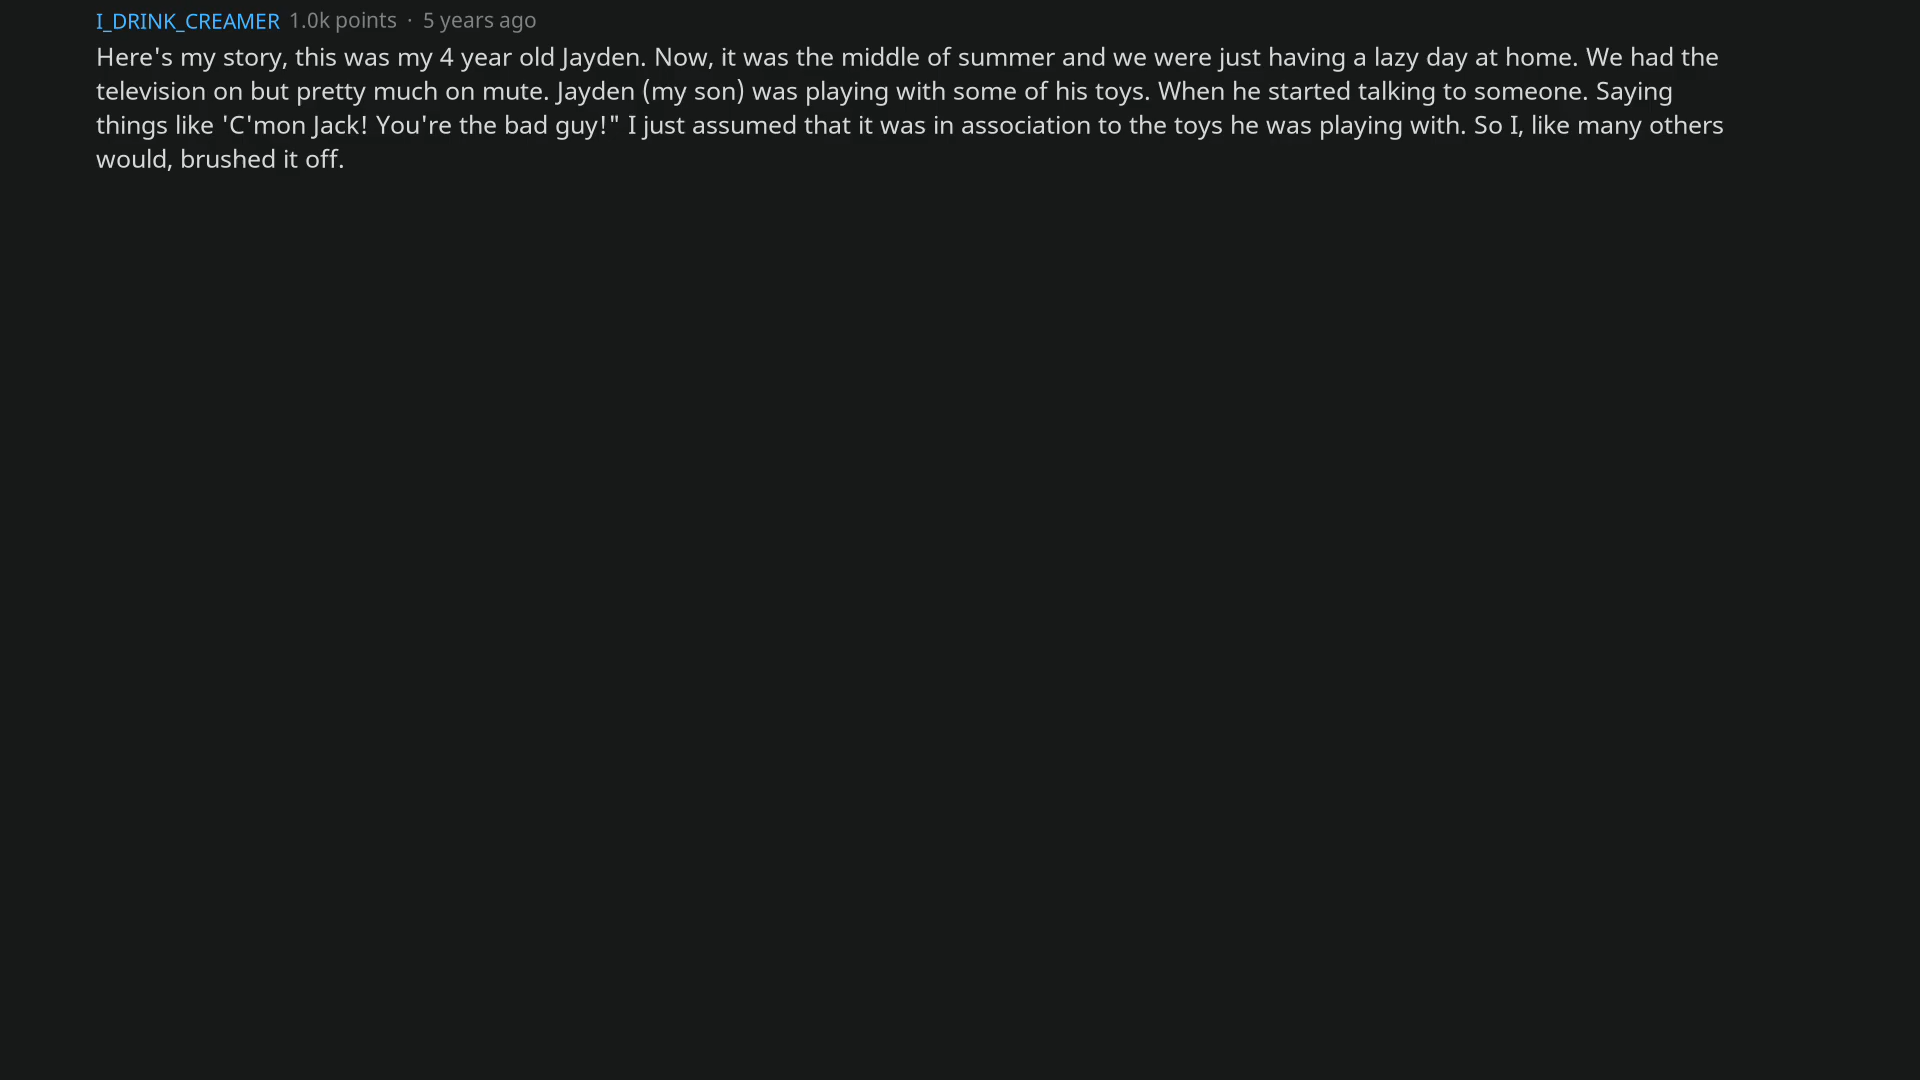 I_DRINK_CREAMER 1.0k points · 5 years ago
Here's my story, this was my 4 year old Jayden. Now, it was the middle of summer and we were just having a lazy day at home. We had the
television on but pretty much on mute. Jayden (my son) was playing with some of his toys. When he started talking to someone. Saying
things like 'C'mon Jack! You're the bad guy!" I just assumed that it was in association to the toys he was playing with. So I, like many others
would, brushed it off.